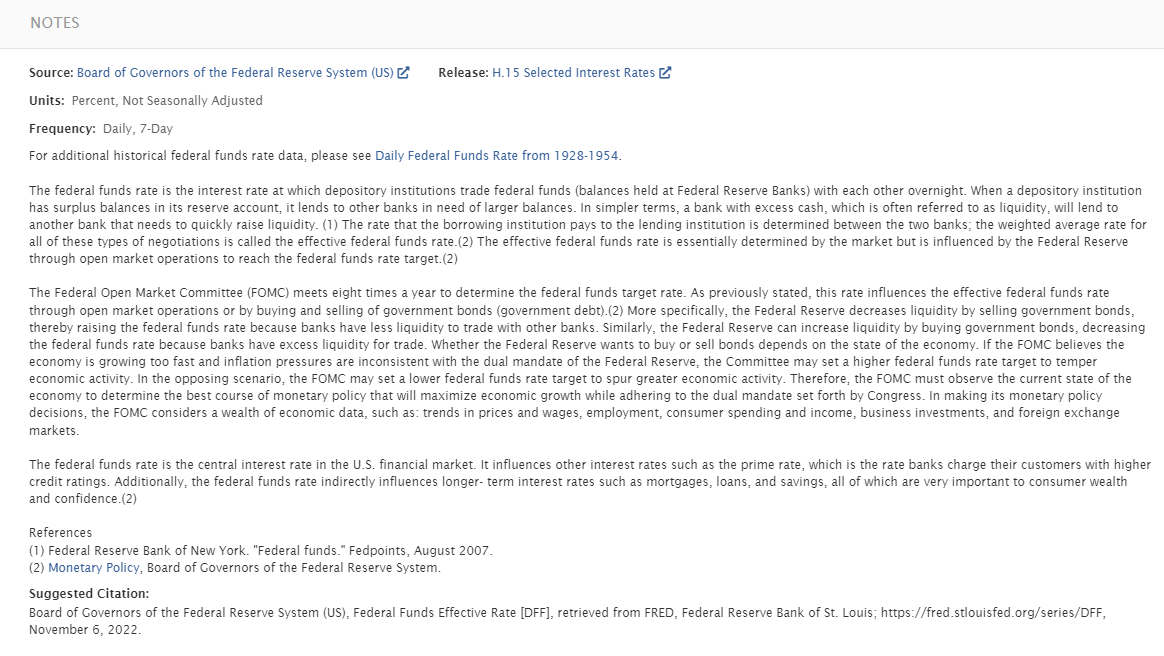 NOTES
Source: Board of Governors of the Federal Reserve System (US) Release: H.15 Selected Interest Rates
Units: Percent, Not Seasonally Adjusted
Frequency: Daily, 7-Day
For additional historical federal funds rate data, please see Daily Federal Funds Rate from 1928-1954.
The federal funds rate is the interest rate at which depository institutions trade federal funds (balances held at Federal Reserve Banks) with each other overnight. When a depository institution
has surplus balances in its reserve account, it lends to other banks in need of larger balances. In simpler terms, a bank with excess cash, which is often referred to as liquidity, will lend to
another bank that needs to quickly raise liquidity. (1) The rate that the borrowing institution pays to the lending institution is determined between the two banks; the weighted average rate for
all of these types of negotiations is called the effective federal funds rate.(2) The effective federal funds rate is essentially determined by the market but is influenced by the Federal Reserve
through open market operations to reach the federal funds rate target.(2)
The Federal Open Market Committee (FOMC) meets eight times a year to determine the federal funds target rate. As previously stated, this rate influences the effective federal funds rate
through open market operations or by buying and selling of government bonds (government debt).(2) More specifically, the Federal Reserve decreases liquidity by selling government bonds,
thereby raising the federal funds rate because banks have less liquidity to trade with other banks. Similarly, the Federal Reserve can increase liquidity by buying government bonds, decreasing
the federal funds rate because banks have excess liquidity for trade. Whether the Federal Reserve wants to buy or sell bonds depends on the state of the economy. If the FOMC believes the
economy is growing too fast and inflation pressures are inconsistent with the dual mandate of the Federal Reserve, the Committee may set a higher federal funds rate target to temper
economic activity. In the opposing scenario, the FOMC may set a lower federal funds rate target to spur greater economic activity. Therefore, the FOMC must observe the current state of the
economy to determine the best course of monetary policy that will maximize economic growth while adhering to the dual mandate set forth by Congress. In making its monetary policy
decisions, the FOMC considers a wealth of economic data, such as: trends in prices and wages, employment, consumer spending and income, business investments, and foreign exchange
markets.
The federal funds rate is the central interest rate in the U.S. financial market. It influences other interest rates such as the prime rate, which is the rate banks charge their customers with higher
credit ratings. Additionally, the federal funds rate indirectly influences longer- term interest rates such as mortgages, loans, and savings, all of which are very important to consumer wealth
and confidence.(2)
References
(1) Federal Reserve Bank of New York. "Federal funds." Fedpoints, August 2007.
(2) Monetary Policy, Board of Governors of the Federal Reserve System.
Suggested Citation:
Board of Governors of the Federal Reserve System (US), Federal Funds Effective Rate [DFF], retrieved from FRED, Federal Reserve Bank of St. Louis; https://fred.stlouisfed.org/series/DFF,
November 6, 2022.